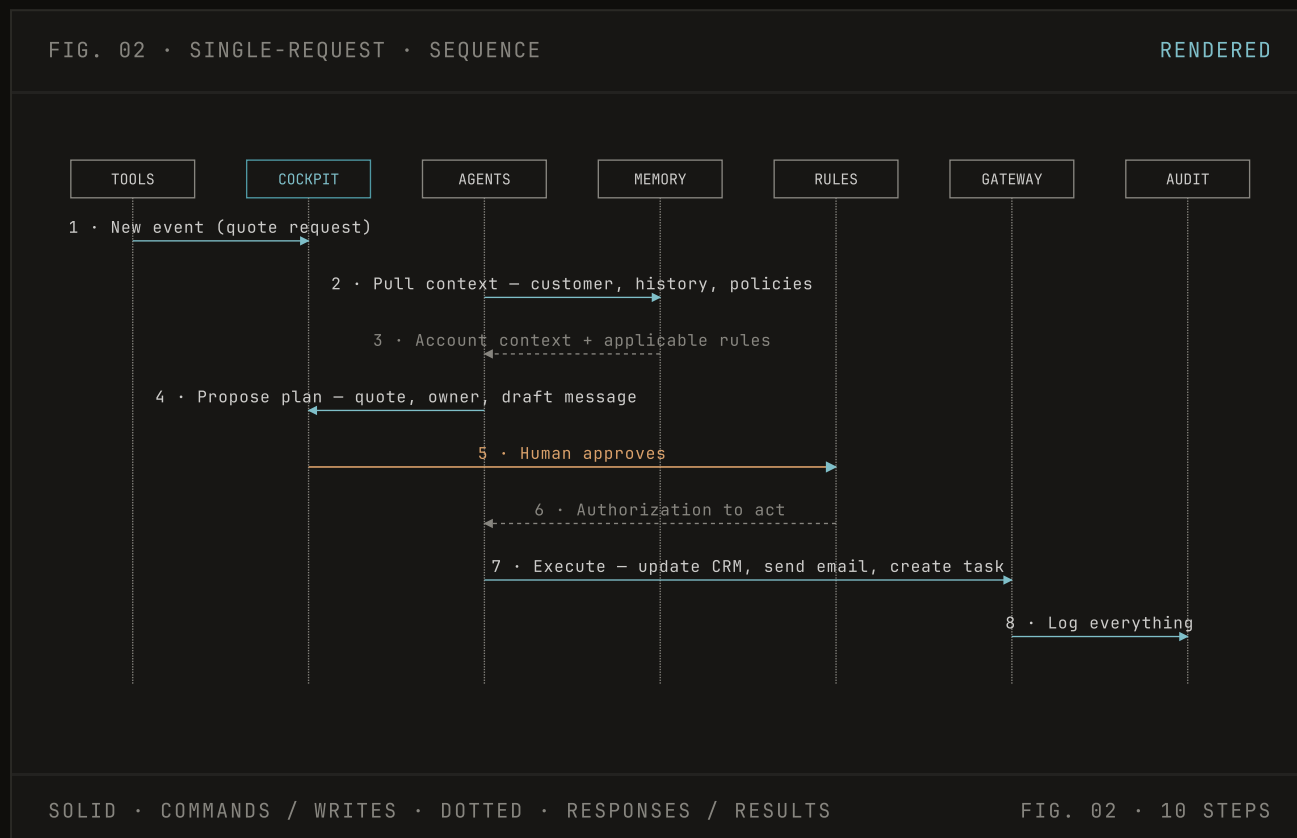 FIG. 02 · SINGLE-REQUEST · SEQUENCE
RENDERED
TOOLS
COCKPIT
AGENTS
MEMORY
RULES
GATEWAY
AUDIT
1 · New event (quote request)
2 · Pull context — customer, history, policies
3 · Account context + applicable rules
4 · Propose plan — quote, owner, draft message
5 · Human approves
6 · Authorization to act
7 · Execute — update CRM, send email, create task
8 · Log everything
SOLID · COMMANDS / WRITES · DOTTED · RESPONSES / RESULTS
FIG. 02 · 10 STEPS